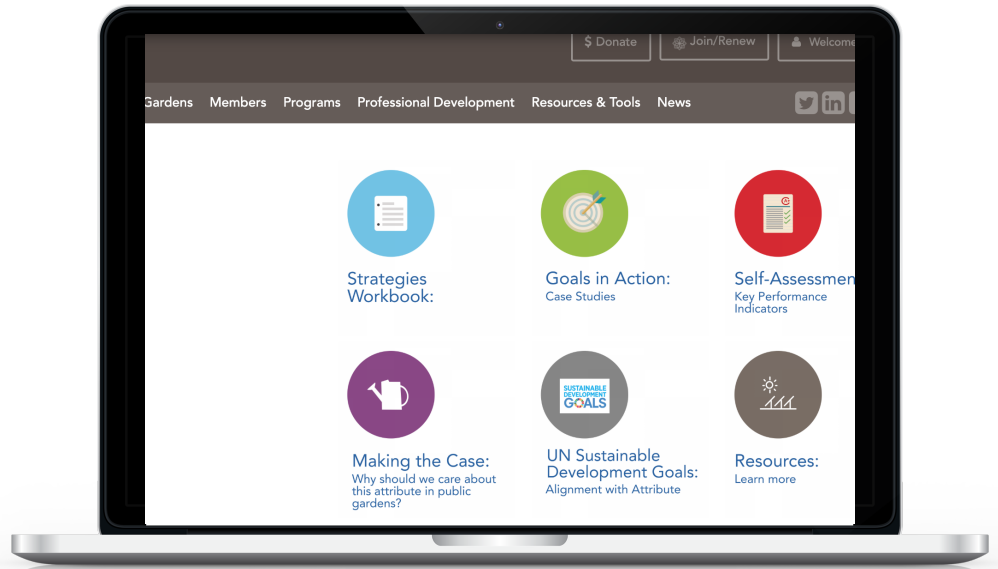 $ Donate
Join/Renew
Welcome
Gardens Members Programs Professional Development Resources & Tools News
in
Strategies
Workbook:
Goals in Action:
Case Studies
Self-Assessmen
Key Performance
Indicators
SUSTAINABLE
DEVELOPMENT
GOALS
Making the Case:
Why should we care about
this attribute in public
gardens?
UN Sustainable
Development Goals:
Alignment with Attribute
Resources:
Learn more